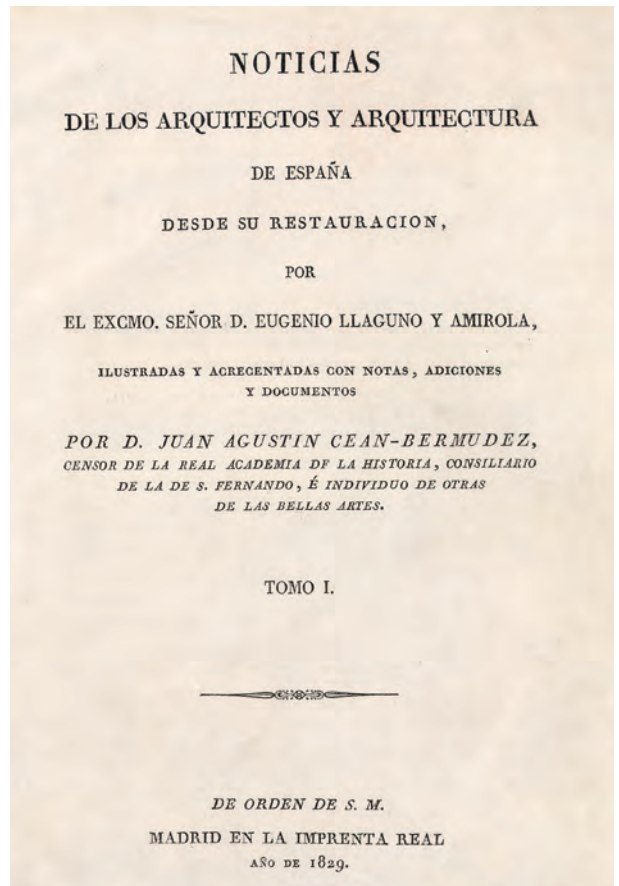 NOTICIAS
DE LOS ARQUITECTOS Y ARQUITECTURA
DE ESPAÑA
DESDE SU RESTAURACION,
POR
EL EXCMO. SEÑOR D. EUGENIO LLAGUNO Y AMIROLA,
ILUSTRADAS Y ACRECENTADAS CON NOTAS, ADICIONES
Y DOCUMENTOS
POR D. JUAN AGUSTIN CEAN-BERMUDEZ,
CENSOR DE LA REAL ACADEMIA DF LA HISTORIA, CONSILIARIO
DE LA DE S. FERNANDO, É INDIVIDUO DE OTRAS
DE LAS BELLAS ARTES.
TOMO I.
DE ORDEN DE S. M.
MADRID EN LA IMPRENTA REAL
AÑO DE 1829.